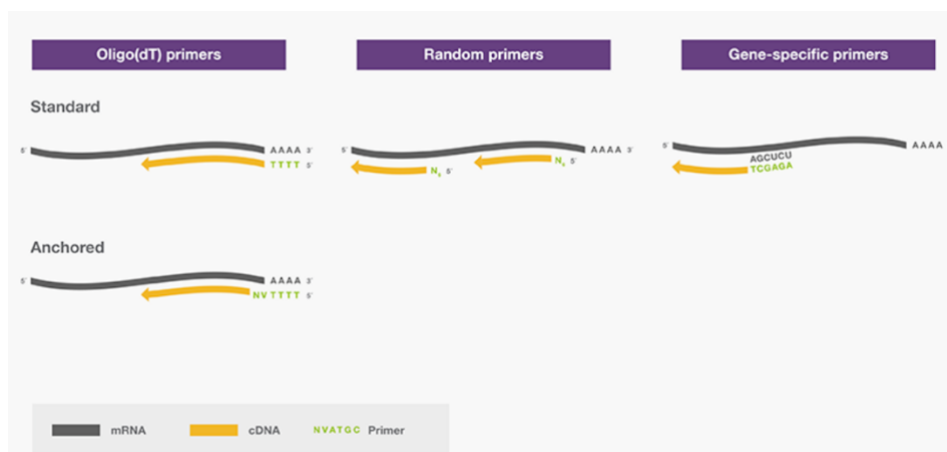 Oligo(dT) primers
Random primers
Gene-specific primers
Standard
5' AAAA 3'
TTTT 5'
5' AAAA 3'
N₆ 5'
N₆ 5'
5' AAAA
AGCUCU
TCGAGA
Anchored
5' AAAA 3'
NVTTTT 5'
mRNA
cDNA
NVATGC Primer